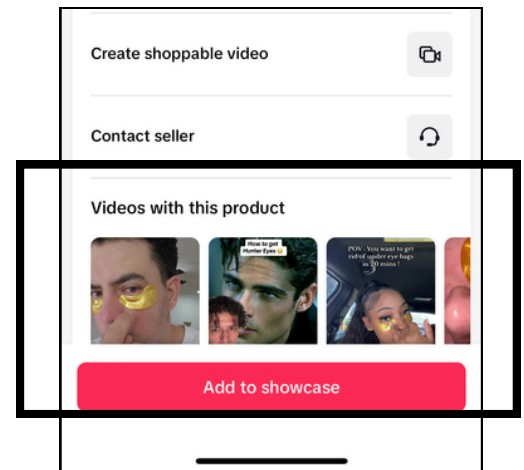 Create shoppable video
Contact seller
Videos with this product
How to get
Hunter Eyes
POV : You want to get
rid of under eye bags
in 20 mins !
Add to showcase